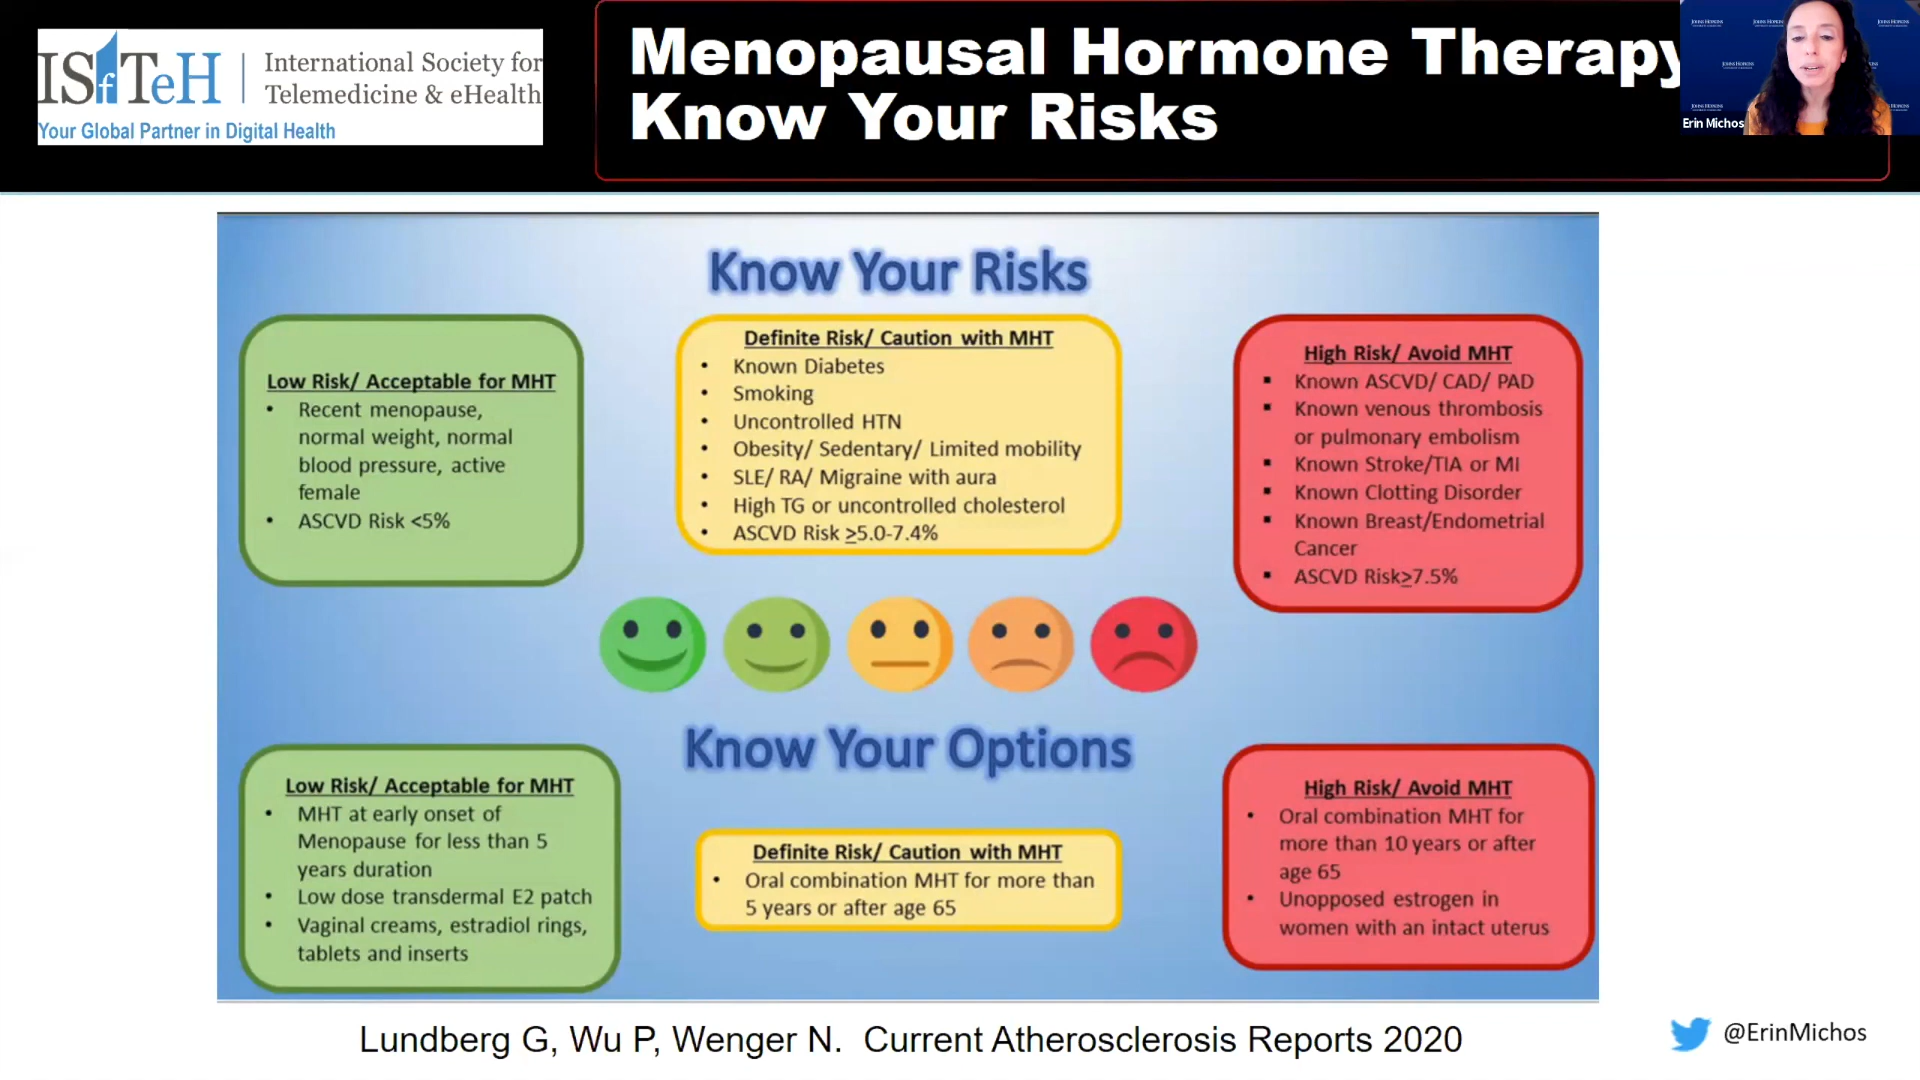 ISfTeH
International Society for
Telemedicine & eHealth
Your Global Partner in Digital Health
Menopausal Hormone Therapy
Know Your Risks
JOHNS HOPKINS
Erin Michos
Know Your Risks
Low Risk/ Acceptable for MHT
• Recent menopause,
normal weight, normal
blood pressure, active
female
• ASCVD Risk <5%
Definite Risk/ Caution with MHT
• Known Diabetes
• Smoking
• Uncontrolled HTN
• Obesity/ Sedentary/ Limited mobility
• SLE/ RA/ Migraine with aura
• High TG or uncontrolled cholesterol
• ASCVD Risk ≥5.0-7.4%
High Risk/ Avoid MHT
▪ Known ASCVD/ CAD/ PAD
▪ Known venous thrombosis
or pulmonary embolism
▪ Known Stroke/TIA or MI
▪ Known Clotting Disorder
▪ Known Breast/Endometrial
Cancer
▪ ASCVD Risk≥7.5%
Know Your Options
Low Risk/ Acceptable for MHT
• MHT at early onset of
Menopause for less than 5
years duration
• Low dose transdermal E2 patch
• Vaginal creams, estradiol rings,
tablets and inserts
Definite Risk/ Caution with MHT
• Oral combination MHT for more than
5 years or after age 65
High Risk/ Avoid MHT
• Oral combination MHT for
more than 10 years or after
age 65
• Unopposed estrogen in
women with an intact uterus
Lundberg G, Wu P, Wenger N. Current Atherosclerosis Reports 2020
@ErinMichos